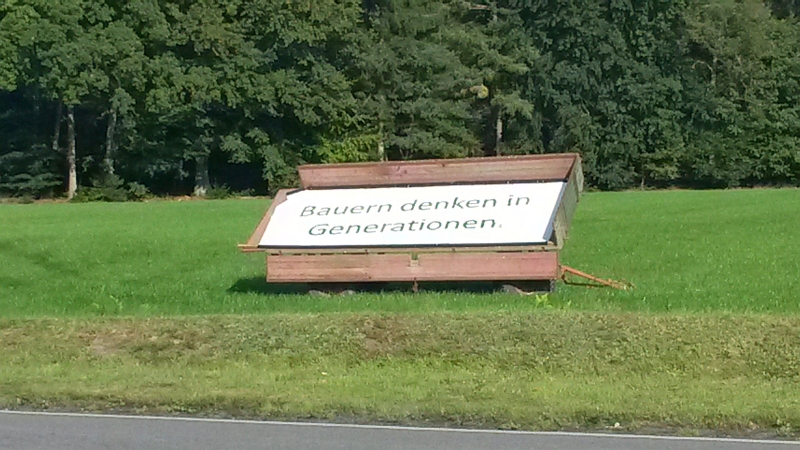 Bauern denken in
Generationen.